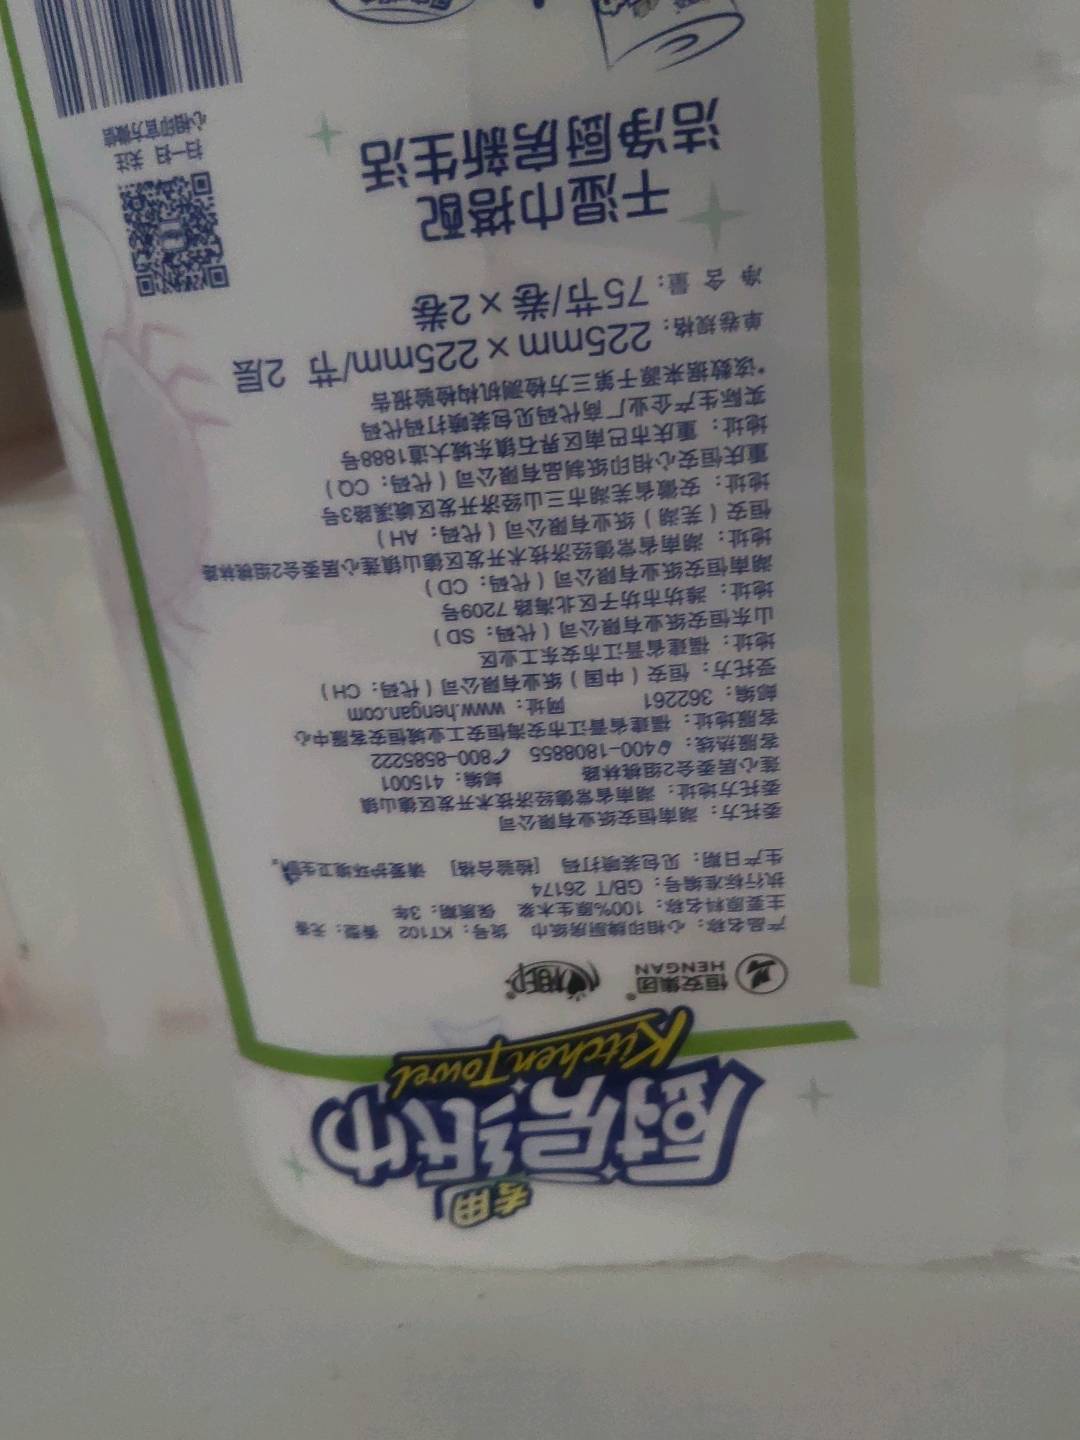 专用
厨房纸巾
Kitchen Towel
恒安集团® HENGAN 心相印®
产品名称：心相印牌厨房纸巾 货号：KT102 香型：无香
主要原料名称：100%原生木浆 保质期：3年
执行标准编号：GB/T 26174
生产日期：见包装喷打码 [检验合格] 请爱护环境卫生
委托方：湖南恒安纸业有限公司
委托方地址：湖南省常德经济技术开发区德山镇
莲心居委会2组桃林路 邮编：415001
客服热线：400-1808855 800-8585222
客服地址：福建省晋江市安海恒安工业城恒安客服中心
邮编：362261 网址：www.hengan.com
受托方：恒安（中国）纸业有限公司（代码：CH）
地址：福建省晋江市安东工业区
山东恒安纸业有限公司（代码：SD）
地址：潍坊市坊子区北海路7209号
湖南恒安纸业有限公司（代码：CD）
地址：湖南省常德经济技术开发区德山镇莲心居委会2组桃林路
恒安（芜湖）纸业有限公司（代码：AH）
地址：安徽省芜湖市三山经济开发区峨溪路3号
重庆恒安心相印纸制品有限公司（代码：CQ）
地址：重庆市巴南区界石镇东城大道1888号
实际生产企业厂商代码见包装喷打码代码
*该数据来源于第三方检测机构检验报告
单卷规格：225mm×225mm/节 2层
净含量：75节/卷×2卷
干湿巾搭配
洁净厨房新生活
扫一扫 关注
心相印官方微信